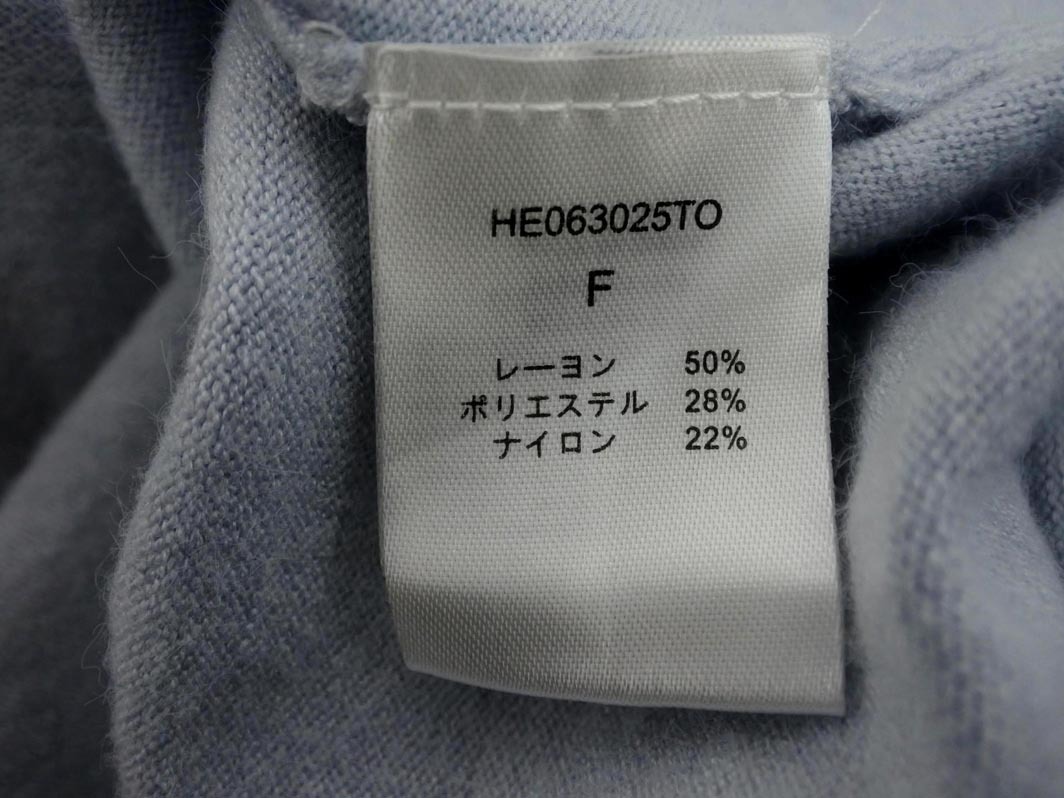 HE063025TO
F
レーヨン 50%
ポリエステル 28%
ナイロン 22%